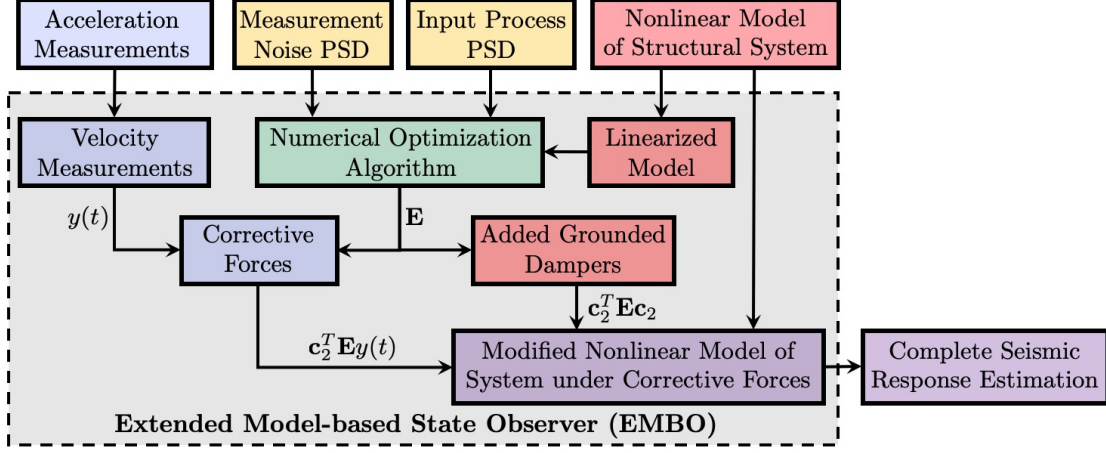 Acceleration
Measurements
Measurement
Noise PSD
Input Process
PSD
Nonlinear Model
of Structural System
Velocity
Measurements
Numerical Optimization
Algorithm
Linearized
Model
y(t)
E
Corrective
Forces
Added Grounded
Dampers
c₂ᵀEc₂
c₂ᵀEy(t)
Modified Nonlinear Model of
System under Corrective Forces
Complete Seismic
Response Estimation
Extended Model-based State Observer (EMBO)